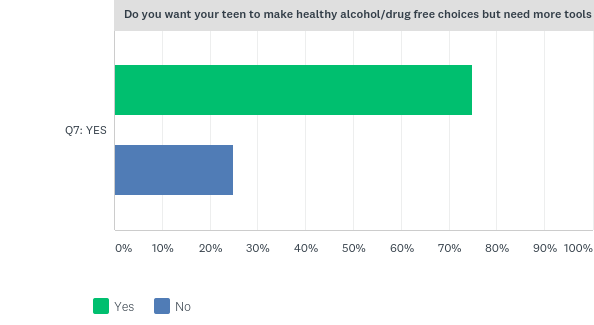 Do you want your teen to make healthy alcohol/drug free choices but need more tools
Q7: YES
0% 10% 20% 30% 40% 50% 60% 70% 80% 90% 100%
Yes No